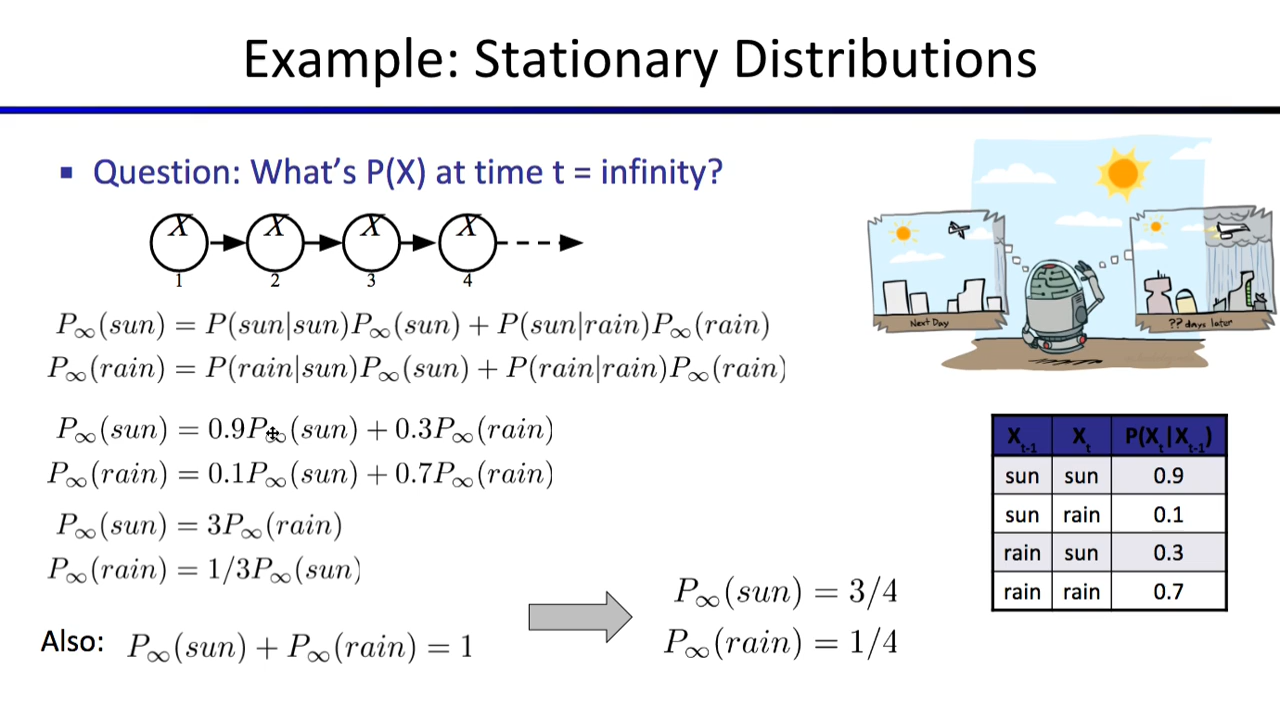 Example: Stationary Distributions
▪ Question: What's P(X) at time t = infinity?
X X X X
1 2 3 4
P∞(sun) = P(sun|sun)P∞(sun) + P(sun|rain)P∞(rain)
P∞(rain) = P(rain|sun)P∞(sun) + P(rain|rain)P∞(rain)
P∞(sun) = 0.9P∞(sun) + 0.3P∞(rain)
P∞(rain) = 0.1P∞(sun) + 0.7P∞(rain)
P∞(sun) = 3P∞(rain)
P∞(rain) = 1/3P∞(sun)
Also: P∞(sun) + P∞(rain) = 1
P∞(sun) = 3/4
P∞(rain) = 1/4
Next Day
?? days later
Xt-1 Xt P(Xt|Xt-1)
sun sun 0.9
sun rain 0.1
rain sun 0.3
rain rain 0.7